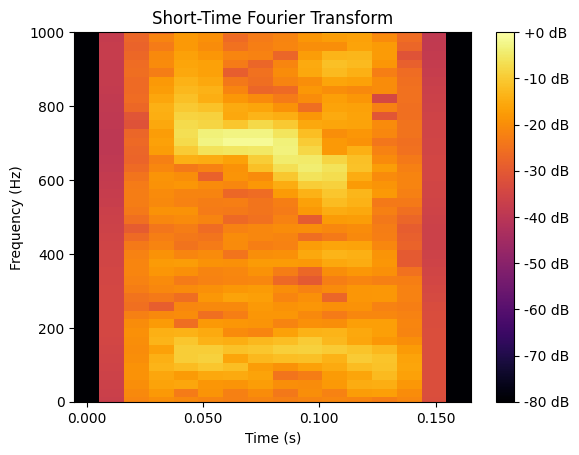 Short-Time Fourier Transform
1000
800
600
400
200
0
Frequency (Hz)
0.000
0.050
0.100
0.150
Time (s)
+0 dB
-10 dB
-20 dB
-30 dB
-40 dB
-50 dB
-60 dB
-70 dB
-80 dB